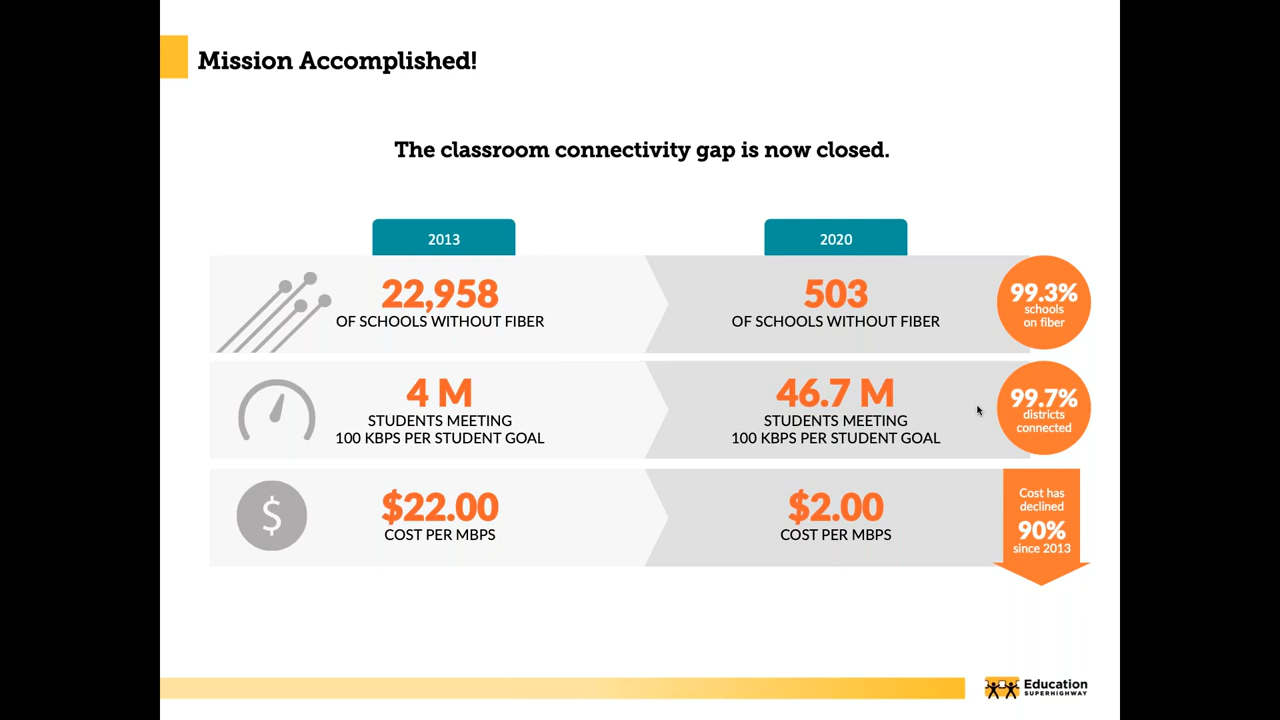 Mission Accomplished!
The classroom connectivity gap is now closed.
2013
2020
22,958
OF SCHOOLS WITHOUT FIBER
503
OF SCHOOLS WITHOUT FIBER
99.3%
schools
on fiber
4 M
STUDENTS MEETING
100 KBPS PER STUDENT GOAL
46.7 M
STUDENTS MEETING
100 KBPS PER STUDENT GOAL
99.7%
districts
connected
$
$22.00
COST PER MBPS
$2.00
COST PER MBPS
Cost has
declined
90%
since 2013
Education
SUPERHIGHWAY